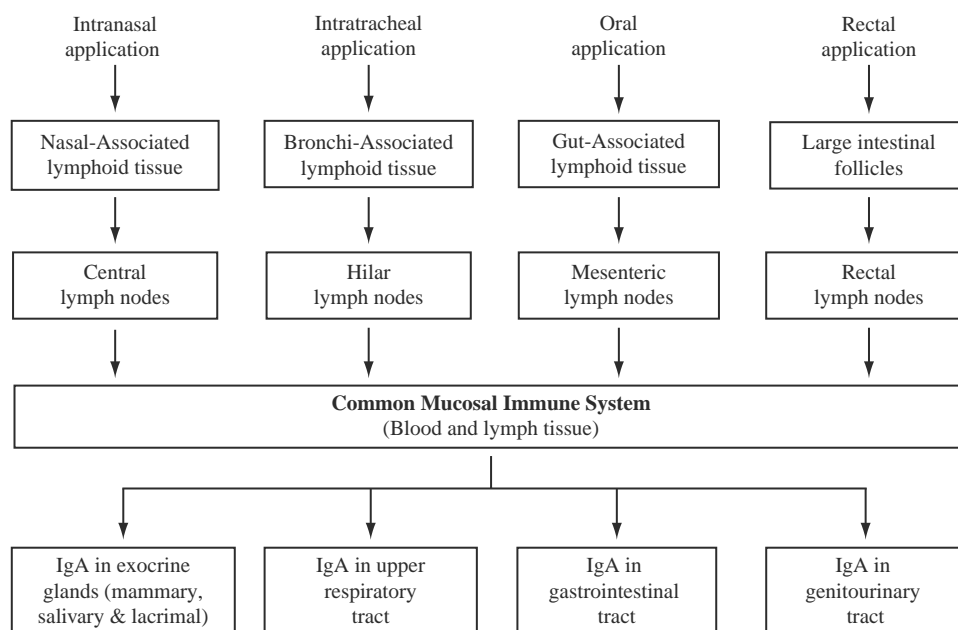 Intranasal
application
Intratracheal
application
Oral
application
Rectal
application
Nasal-Associated
lymphoid tissue
Bronchi-Associated
lymphoid tissue
Gut-Associated
lymphoid tissue
Large intestinal
follicles
Central
lymph nodes
Hilar
lymph nodes
Mesenteric
lymph nodes
Rectal
lymph nodes
Common Mucosal Immune System
(Blood and lymph tissue)
IgA in exocrine
glands (mammary,
salivary & lacrimal)
IgA in upper
respiratory
tract
IgA in
gastrointestinal
tract
IgA in
genitourinary
tract